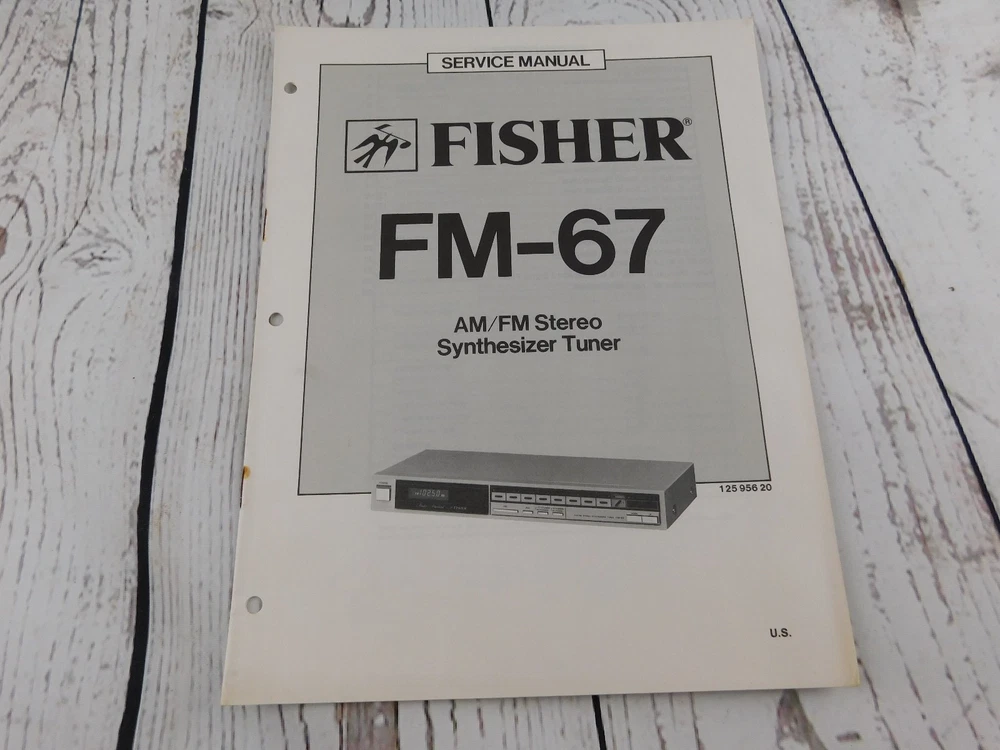 SERVICE MANUAL
FISHER®
FM-67
AM/FM Stereo
Synthesizer Tuner
125 956 20
U.S.